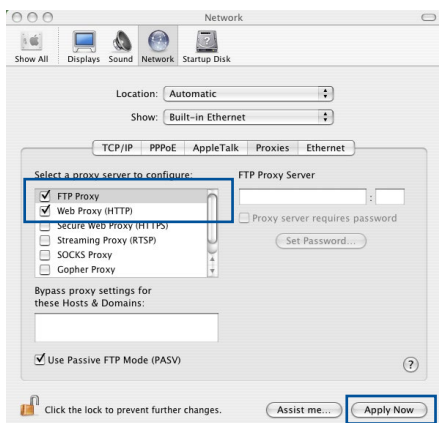 Network
Show All Displays Sound Network Startup Disk
Location: Automatic
Show: Built-in Ethernet
TCP/IP PPPoE AppleTalk Proxies Ethernet
Select a proxy server to configure:
FTP Proxy
Web Proxy (HTTP)
Secure Web Proxy (HTTPS)
Streaming Proxy (RTSP)
SOCKS Proxy
Gopher Proxy
FTP Proxy Server
:
Proxy server requires password
Set Password...
Bypass proxy settings for
these Hosts & Domains:
Use Passive FTP Mode (PASV)
?
Click the lock to prevent further changes.
Assist me...
Apply Now